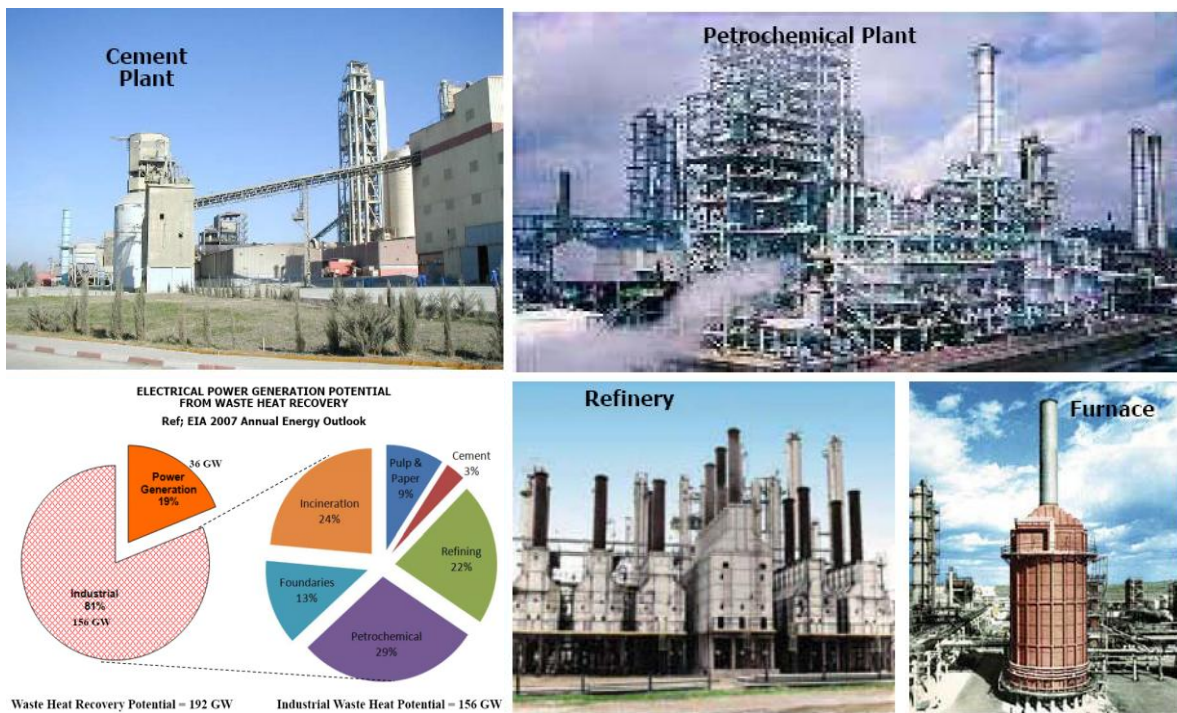 Cement
Plant
Petrochemical Plant
ELECTRICAL POWER GENERATION POTENTIAL
FROM WASTE HEAT RECOVERY
Ref; EIA 2007 Annual Energy Outlook
36 GW
Power
Generation
19%
Industrial
81%
156 GW
Waste Heat Recovery Potential = 192 GW
Pulp &
Paper
9%
Cement
3%
Refining
22%
Petrochemical
29%
Foundaries
13%
Incineration
24%
Industrial Waste Heat Potential = 156 GW
Refinery
Furnace